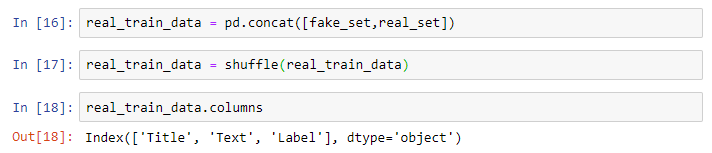 In [16]: real_train_data = pd.concat([fake_set,real_set])
In [17]: real_train_data = shuffle(real_train_data)
In [18]: real_train_data.columns
Out[18]: Index(['Title', 'Text', 'Label'], dtype='object')